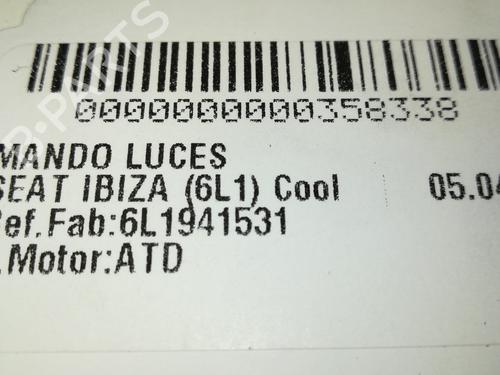 0000000000358338
MANDO LUCES
SEAT IBIZA (6L1) Cool 05.04
Ref.Fab:6L1941531
.Motor:ATD